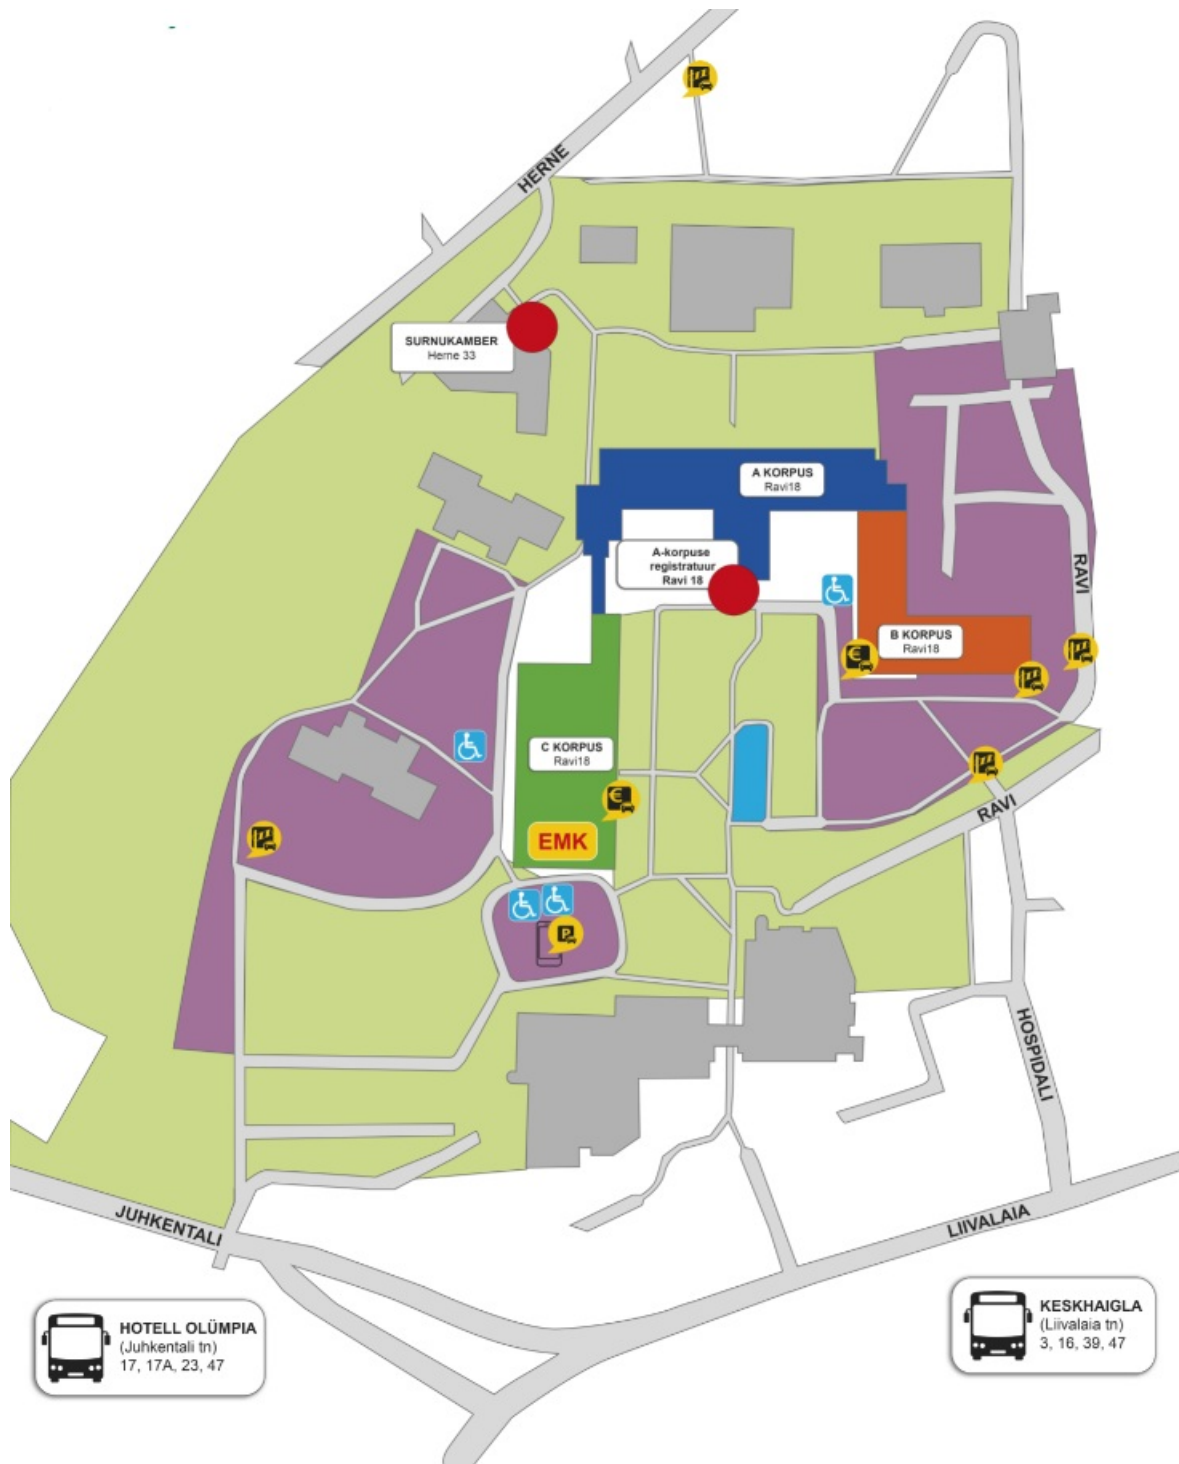 HERNE
SURNUKAMBER
Herne 33
A KORPUS
Ravi18
A-korpuse
registratuur
Ravi 18
RAVI
B KORPUS
Ravi18
€
C KORPUS
Ravi18
€
EMK
RAVI
P
HOSPIDALI
JUHKENTALI
LIIVALAIA
HOTELL OLÜMPIA
(Juhkentali tn)
17, 17A, 23, 47
KESKHAIGLA
(Liivalaia tn)
3, 16, 39, 47